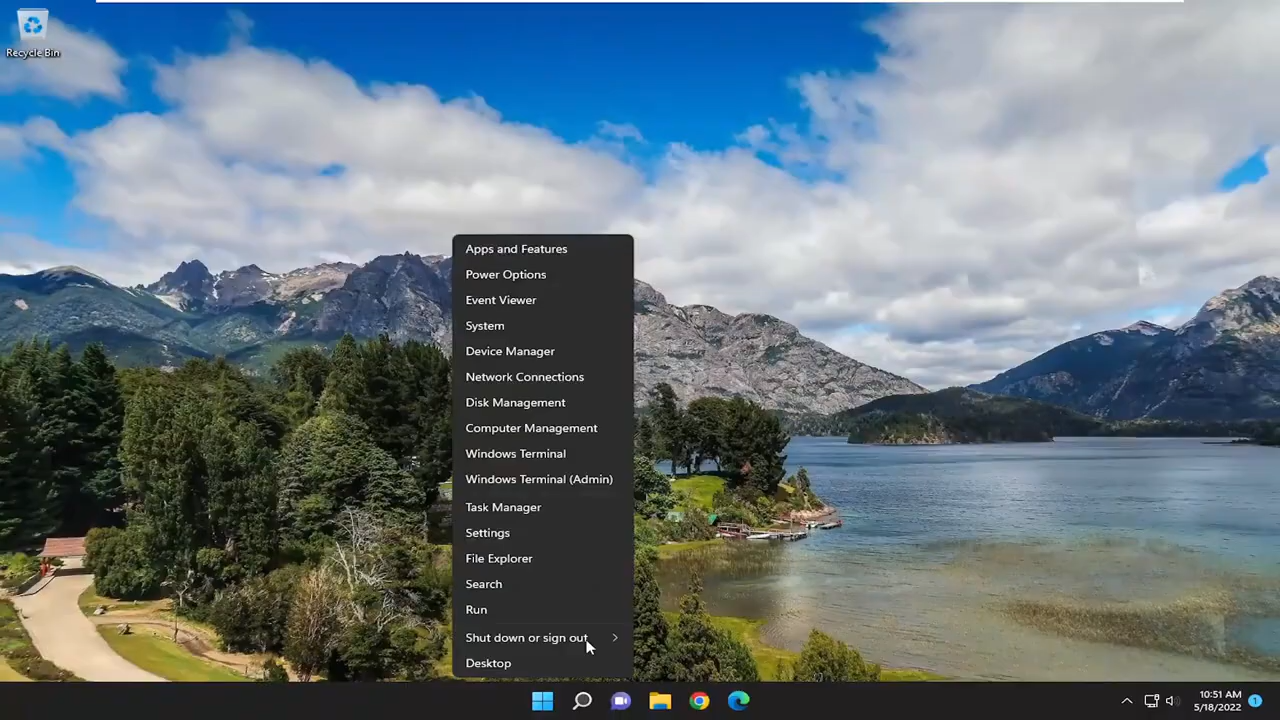 Recycle Bin
Apps and Features
Power Options
Event Viewer
System
Device Manager
Network Connections
Disk Management
Computer Management
Windows Terminal
Windows Terminal (Admin)
Task Manager
Settings
File Explorer
Search
Run
Shut down or sign out
Desktop
10:51 AM
5/18/2022
1